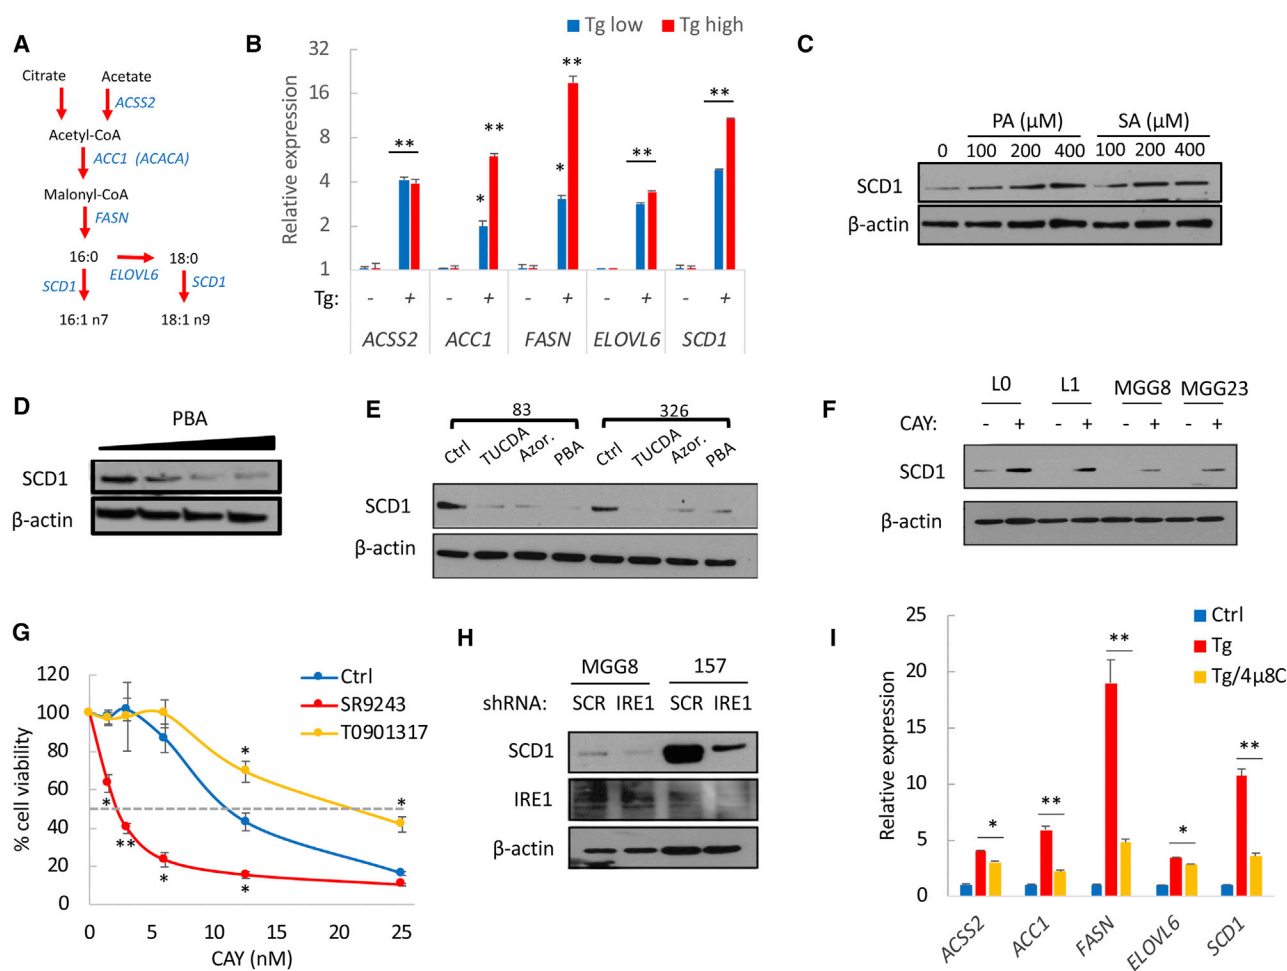 A
Citrate Acetate
ACSS2
Acetyl-CoA
ACC1 (ACACA)
Malonyl-CoA
FASN
16:0 18:0
ELOVL6
SCD1 SCD1
16:1 n7 18:1 n9
B
Tg low Tg high
Relative expression
32
16
8
4
2
1
** * ** * ** ** **
Tg: - + - + - + - + - +
ACSS2 ACC1 FASN ELOVL6 SCD1
C
PA (μM) SA (μM)
0 100 200 400 100 200 400
SCD1
β-actin
D
PBA
SCD1
β-actin
E
83 326
Ctrl TUCDA Azor. PBA Ctrl TUCDA Azor. PBA
SCD1
β-actin
F
L0 L1 MGG8 MGG23
CAY: - + - + - + - +
SCD1
β-actin
G
% cell viability
120
100
80
60
40
20
0
Ctrl
SR9243
T0901317
* ** * * * *
0 5 10 15 20 25
CAY (nM)
H
MGG8 157
shRNA: SCR IRE1 SCR IRE1
SCD1
IRE1
β-actin
I
Ctrl
Tg
Tg/4μ8C
Relative expression
25
20
15
10
5
0
* ** ** * **
ACSS2 ACC1 FASN ELOVL6 SCD1